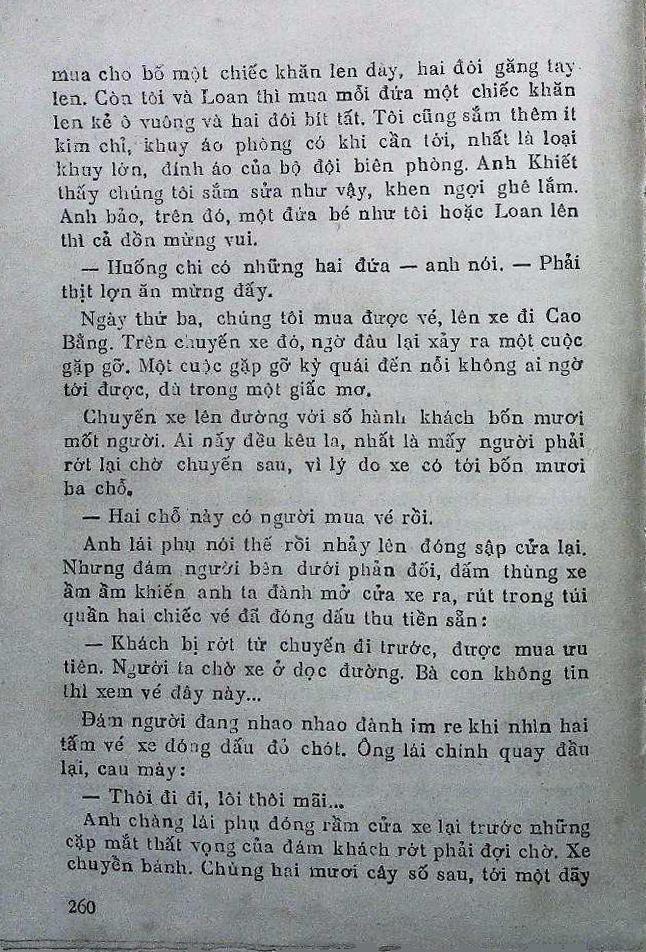 mua cho bố một chiếc khăn len dày, hai đôi găng tay
len. Còn tôi và Loan thì mua mỗi đứa một chiếc khăn
len kẻ ô vuông và hai đôi bít tất. Tôi cũng sắm thêm ít
kim chỉ, khuy áo phòng có khi cần tới, nhất là loại
khuy lớn, đính áo của bộ đội biên phòng. Anh Khiết
thấy chúng tôi sắm sửa như vậy, khen ngợi ghê lắm.
Anh bảo, trên đó, một đứa bé như tôi hoặc Loan lên
thì cả đồn mừng vui.
— Huống chi có những hai đứa — anh nói. — Phải
thịt lợn ăn mừng đấy.
Ngày thứ ba, chúng tôi mua được vé, lên xe đi Cao
Bằng. Trên chuyến xe đó, ngờ đâu lại xảy ra một cuộc
gặp gỡ. Một cuộc gặp gỡ kỳ quái đến nỗi không ai ngờ
tới được, dù trong một giấc mơ.
Chuyến xe lên đường với số hành khách bốn mươi
mốt người. Ai nấy đều kêu la, nhất là mấy người phải
rớt lại chờ chuyến sau, vì lý do xe có tới bốn mươi
ba chỗ.
— Hai chỗ này có người mua vé rồi.
Anh lái phụ nói thế rồi nhảy lên đóng sập cửa lại.
Nhưng đám người bên dưới phản đối, đấm thùng xe
ầm ầm khiến anh ta đành mở cửa xe ra, rút trong túi
quần hai chiếc vé đã đóng dấu thu tiền sẵn:
— Khách bị rớt từ chuyến đi trước, được mua ưu
tiên. Người ta chờ xe ở dọc đường. Bà con không tin
thì xem vé đây này...
Đám người đang nhao nhao đành im re khi nhìn hai
tấm vé xe đóng dấu đỏ chót. Ông lái chính quay đầu
lại, cau mày:
— Thôi đi đi, lôi thôi mãi...
Anh chàng lái phụ đóng rầm cửa xe lại trước những
cặp mắt thất vọng của đám khách rớt phải đợi chờ. Xe
chuyển bánh. Chừng hai mươi cây số sau, tới một dãy
260